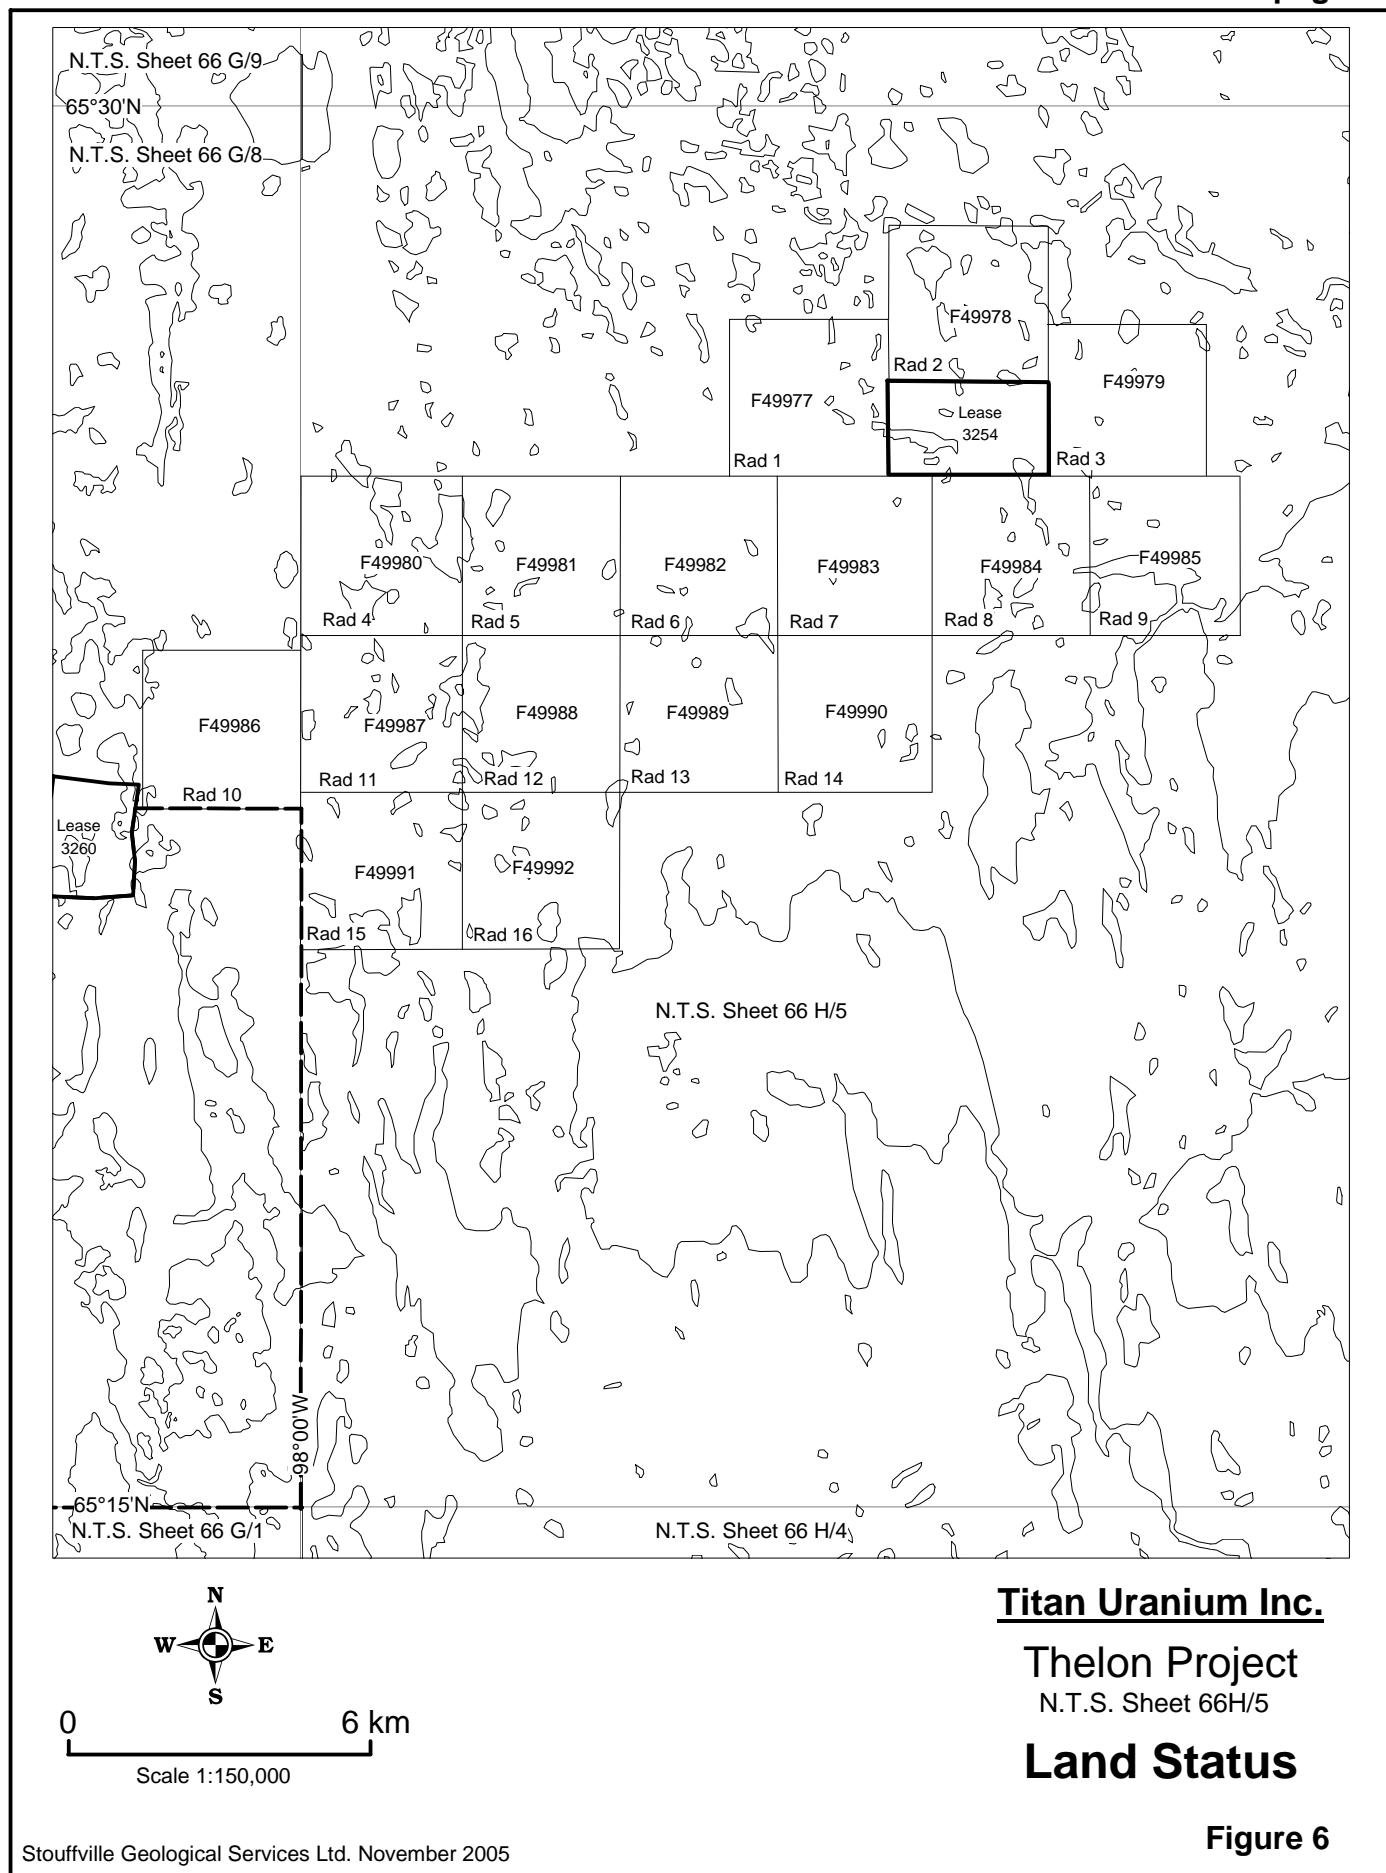 N.T.S. Sheet 66 G/9
65°30'N
N.T.S. Sheet 66 G/8
F49978
Rad 2
F49979
F49977
Lease
3254
Rad 1
Rad 3
F49980
F49981
F49982
F49983
F49984
F49985
Rad 4
Rad 5
Rad 6
Rad 7
Rad 8
Rad 9
F49986
F49987
F49988
F49989
F49990
Rad 10
Rad 11
Rad 12
Rad 13
Rad 14
Lease
3260
F49991
F49992
Rad 15
Rad 16
N.T.S. Sheet 66 H/5
98°00'W
65°15'N
N.T.S. Sheet 66 G/1
N.T.S. Sheet 66 H/4
N
W E
S
0 6 km
Scale 1:150,000
Titan Uranium Inc.
Thelon Project
N.T.S. Sheet 66H/5
Land Status
Figure 6
Stouffville Geological Services Ltd. November 2005